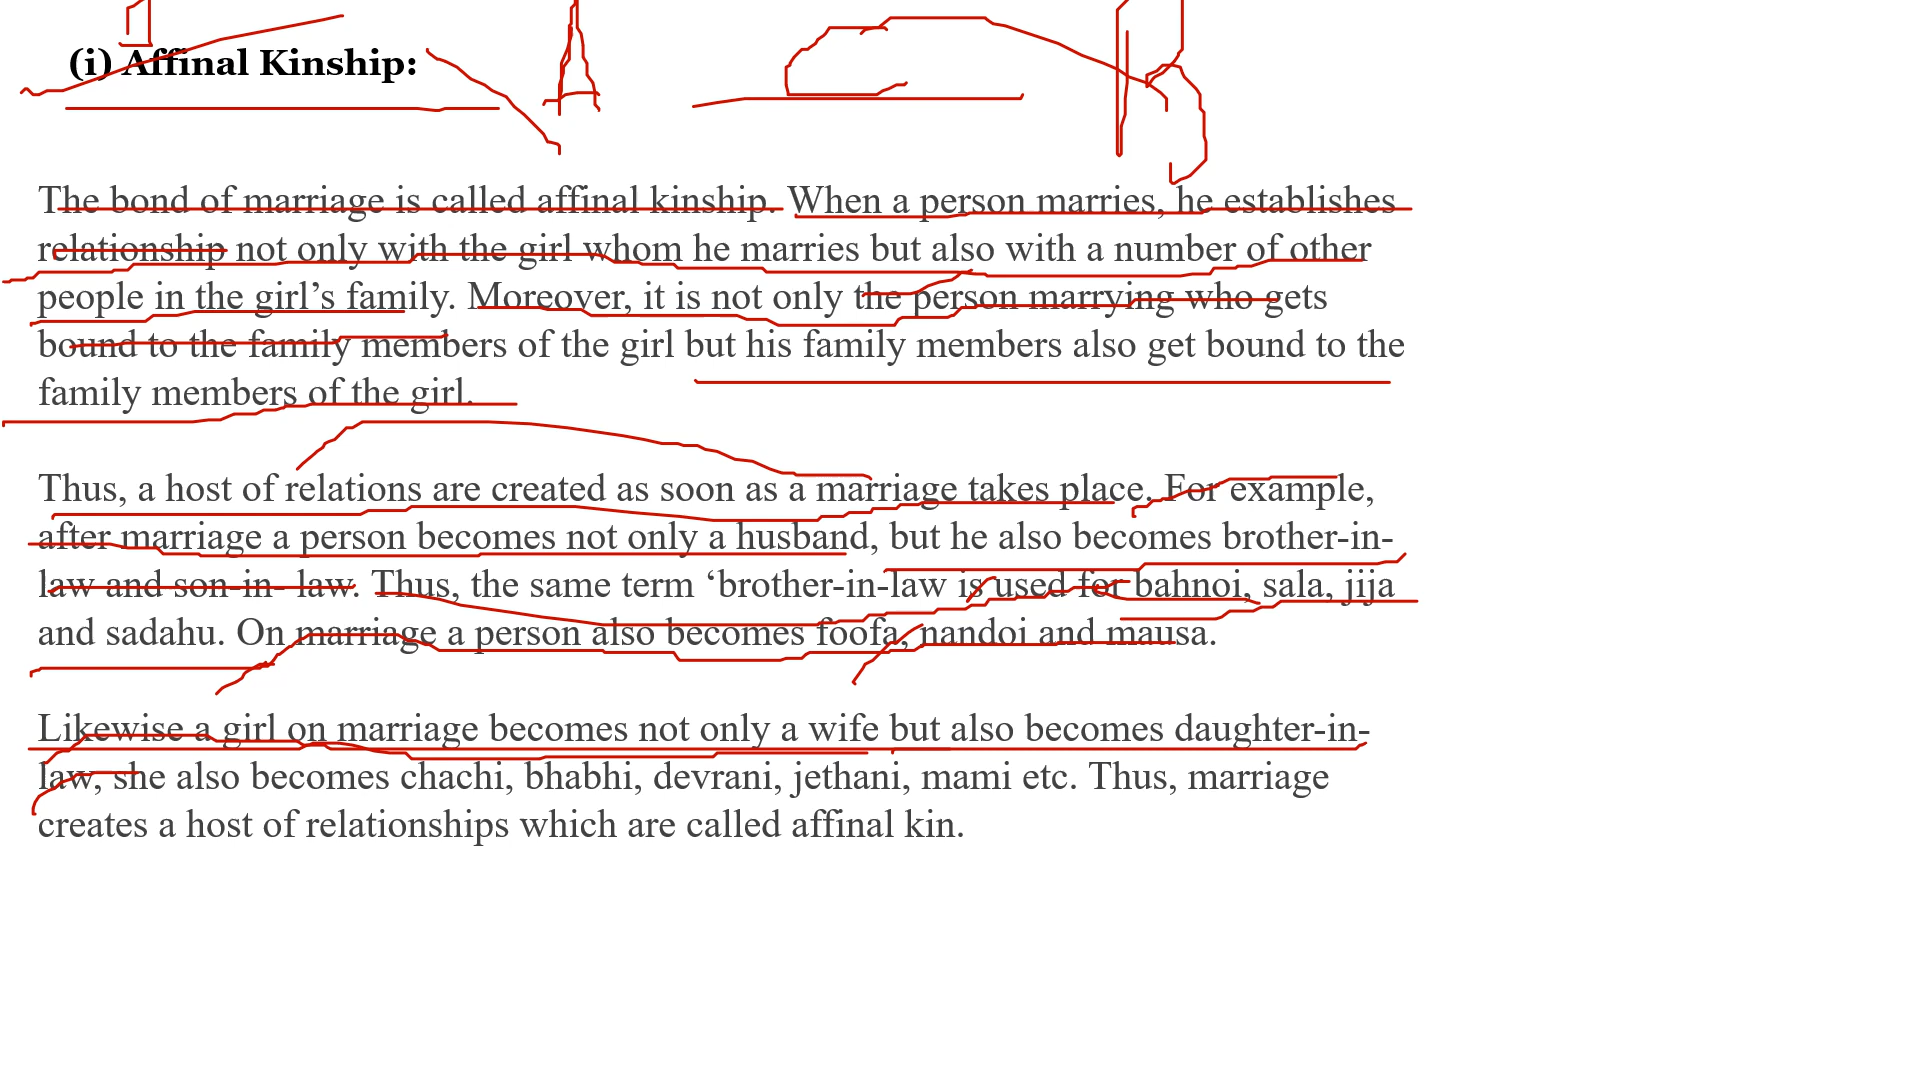 (i) Affinal Kinship:
The bond of marriage is called affinal kinship. When a person marries, he establishes
relationship not only with the girl whom he marries but also with a number of other
people in the girl’s family. Moreover, it is not only the person marrying who gets
bound to the family members of the girl but his family members also get bound to the
family members of the girl.
Thus, a host of relations are created as soon as a marriage takes place. For example,
after marriage a person becomes not only a husband, but he also becomes brother-in-
law and son-in- law. Thus, the same term ‘brother-in-law is used for bahnoi, sala, jija
and sadahu. On marriage a person also becomes foofa, nandoi and mausa.
Likewise a girl on marriage becomes not only a wife but also becomes daughter-in-
law, she also becomes chachi, bhabhi, devrani, jethani, mami etc. Thus, marriage
creates a host of relationships which are called affinal kin.